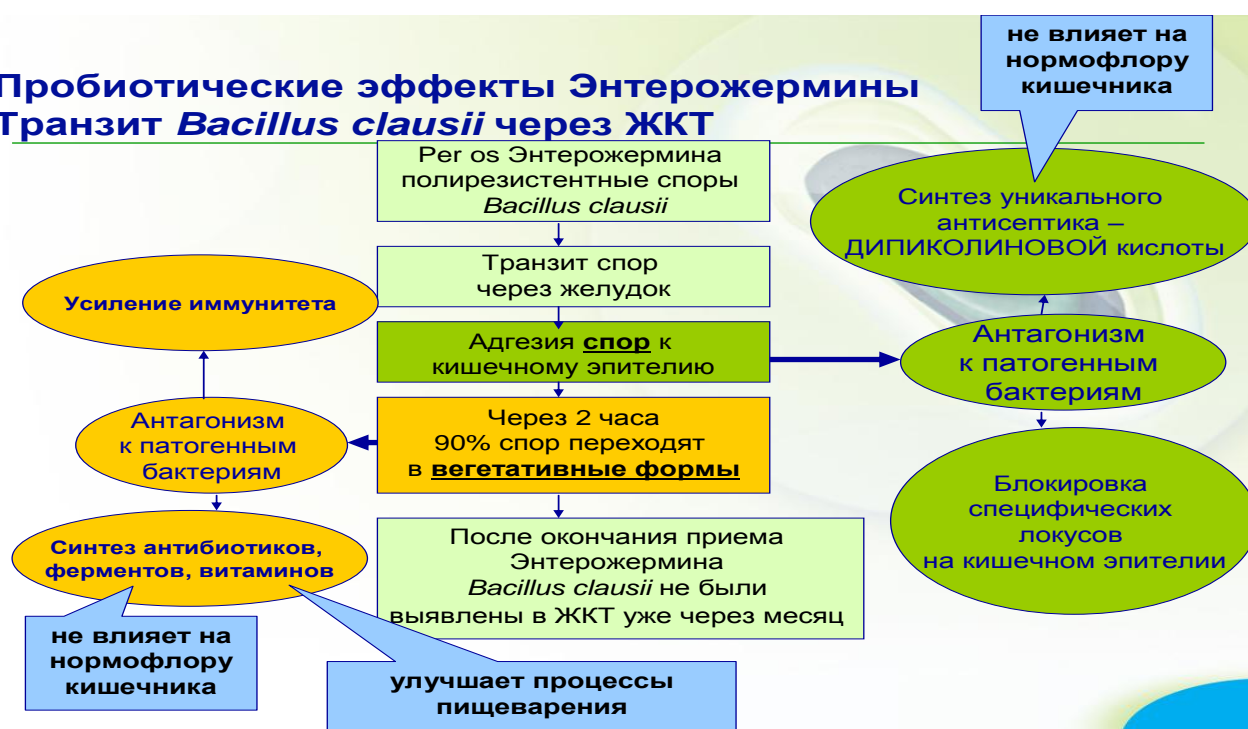 не влияет на
нормофлору
кишечника
Пробиотические эффекты Энтерожермины
Транзит Bacillus clausii через ЖКТ
Per os Энтерожермина
полирезистентные споры
Bacillus clausii
Синтез уникального
антисептика –
ДИПИКОЛИНОВОЙ кислоты
Транзит спор
через желудок
Усиление иммунитета
Адгезия спор к
кишечному эпителию
Антагонизм
к патогенным
бактериям
Через 2 часа
90% спор переходят
в вегетативные формы
Антагонизм
к патогенным
бактериям
Блокировка
специфических
локусов
на кишечном эпителии
Синтез антибиотиков,
ферментов, витаминов
После окончания приема
Энтерожермина
Bacillus clausii не были
выявлены в ЖКТ уже через месяц
не влияет на
нормофлору
кишечника
улучшает процессы
пищеварения